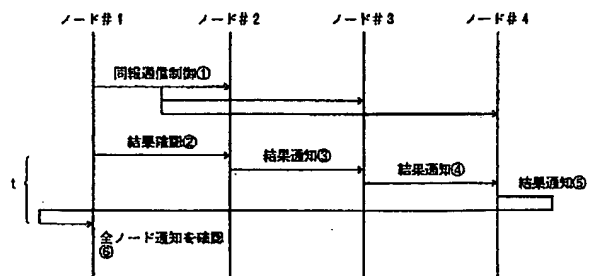 ノード#1 ノード#2 ノード#3 ノード#4
同報通信制御①
結果確認②
結果通知③
結果通知④
結果通知⑤
t
全ノード通知を確認
⑥